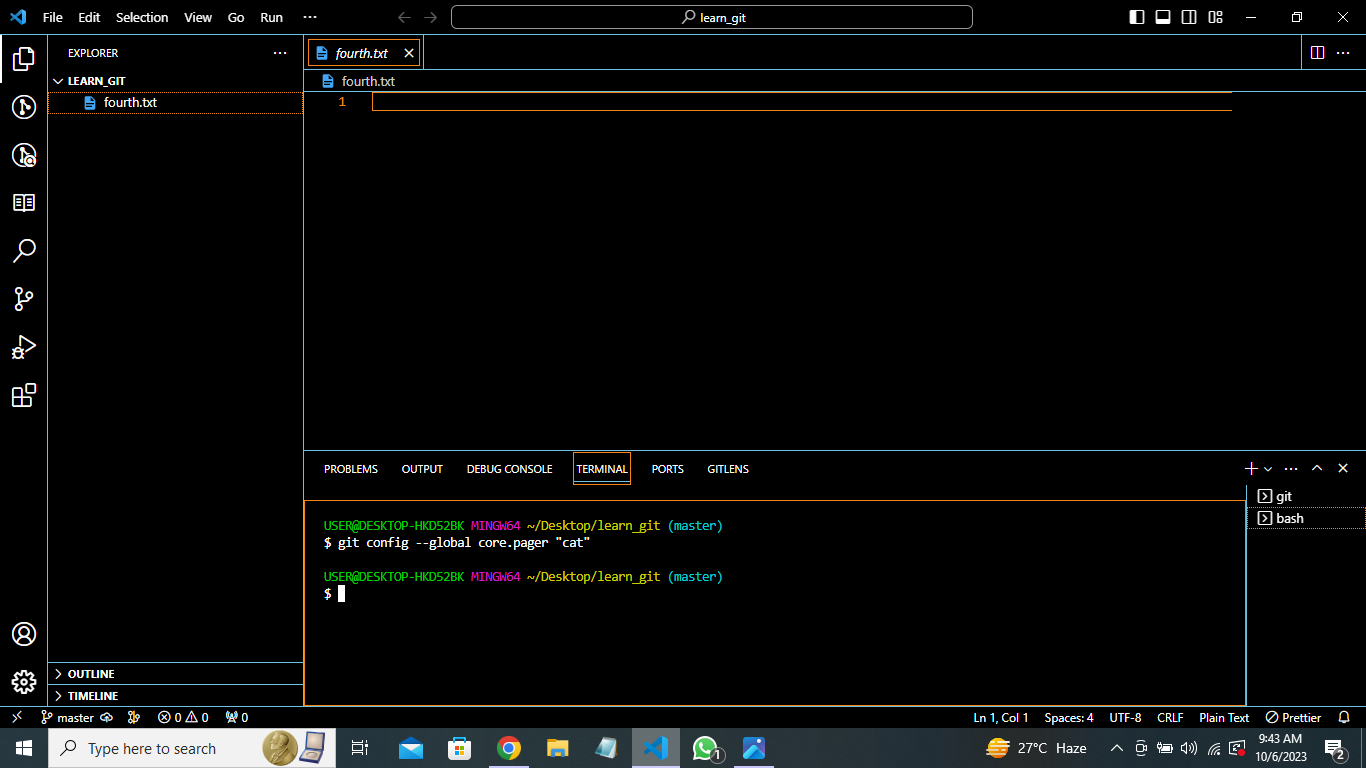 File Edit Selection View Go Run ···
learn_git
EXPLORER ···
LEARN_GIT
fourth.txt
fourth.txt
fourth.txt
1
PROBLEMS OUTPUT DEBUG CONSOLE TERMINAL PORTS GITLENS
USER@DESKTOP-HKD52BK MINGW64 ~/Desktop/learn_git (master)
$ git config --global core.pager "cat"
USER@DESKTOP-HKD52BK MINGW64 ~/Desktop/learn_git (master)
$
git
bash
OUTLINE
TIMELINE
master 0 0 0 Ln 1, Col 1 Spaces: 4 UTF-8 CRLF Plain Text Prettier
Type here to search
1
27°C Haze
9:43 AM
10/6/2023
2